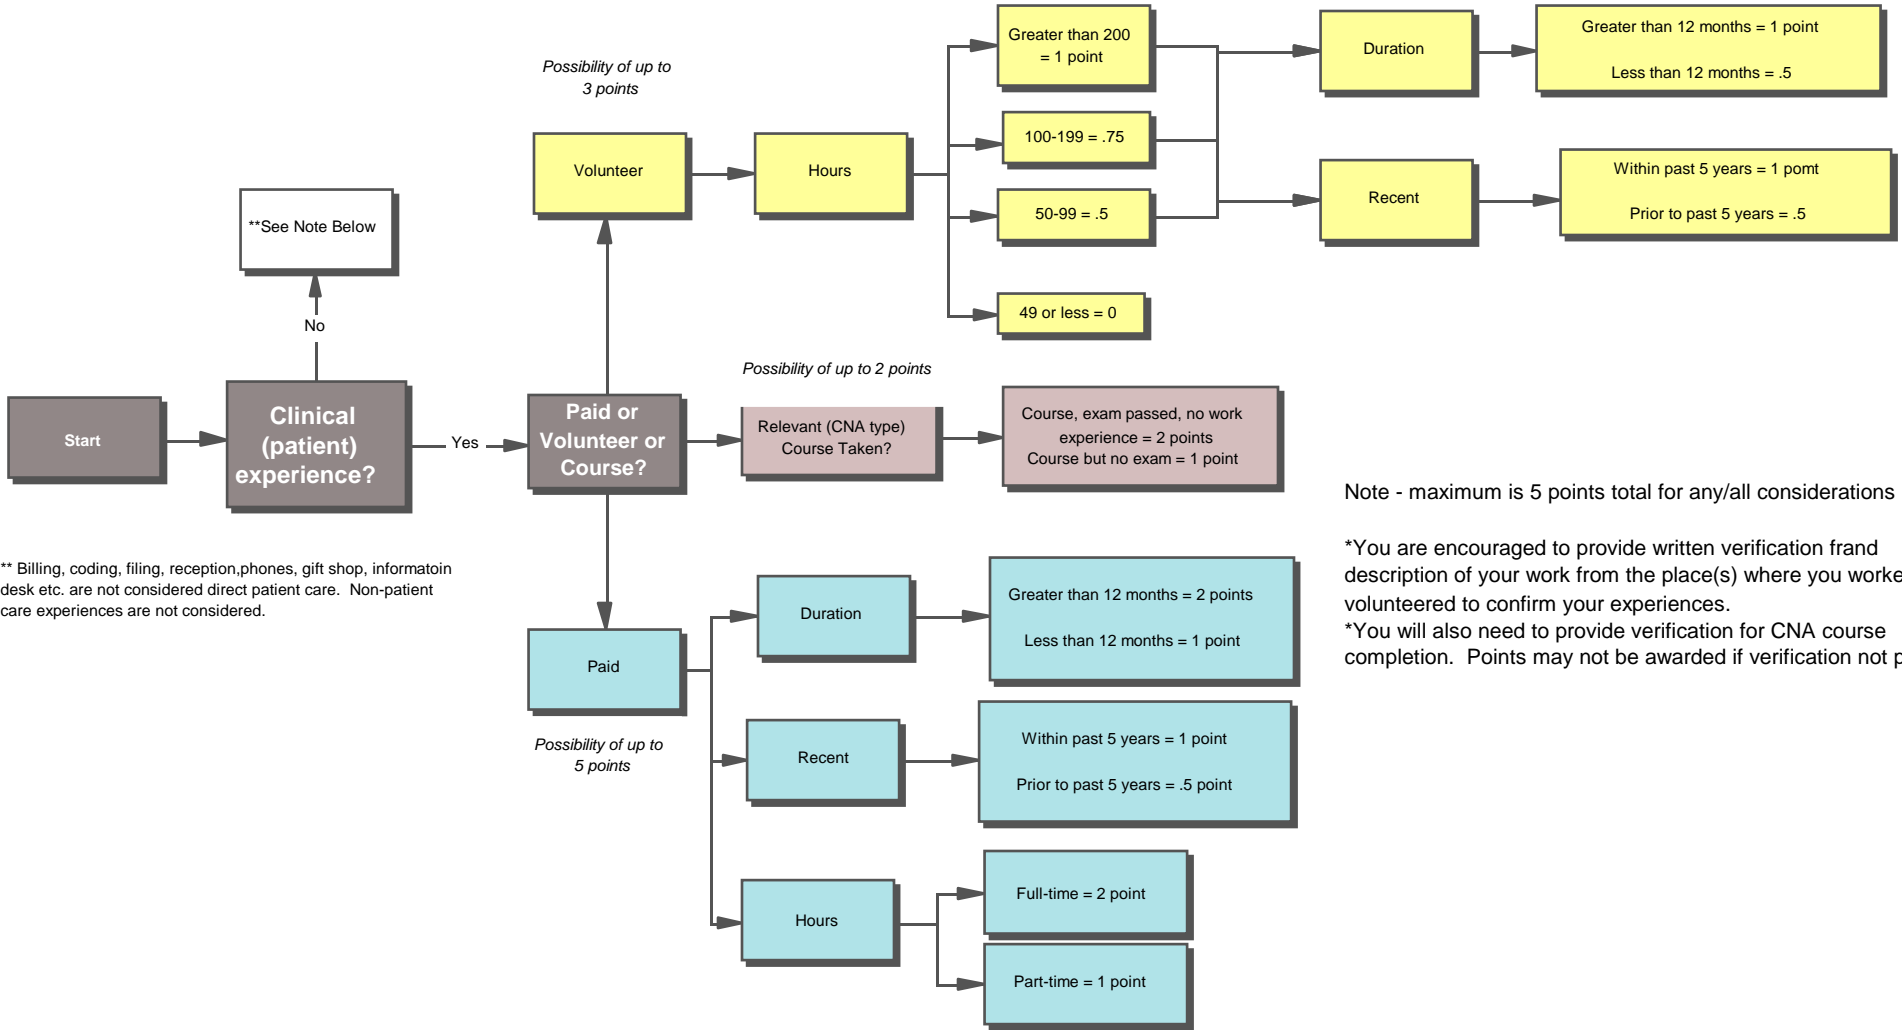 Greater than 200
= 1 point
Duration
Greater than 12 months = 1 point
Less than 12 months = .5
Possibility of up to
3 points
100-199 = .75
Volunteer
Hours
Within past 5 years = 1 pomt
Recent
Prior to past 5 years = .5
50-99 = .5
**See Note Below
49 or less = 0
No
Possibility of up to 2 points
Start
Clinical
(patient)
experience?
Yes
Paid or
Volunteer or
Course?
Relevant (CNA type)
Course Taken?
Course, exam passed, no work
experience = 2 points
Course but no exam = 1 point
Note - maximum is 5 points total for any/all considerations
*You are encouraged to provide written verification frand
description of your work from the place(s) where you worke
volunteered to confirm your experiences.
*You will also need to provide verification for CNA course
completion.  Points may not be awarded if verification not p
** Billing, coding, filing, reception,phones, gift shop, informatoin
desk etc. are not considered direct patient care.  Non-patient
care experiences are not considered.
Paid
Possibility of up to
5 points
Duration
Greater than 12 months = 2 points
Less than 12 months = 1 point
Recent
Within past 5 years = 1 point
Prior to past 5 years = .5 point
Hours
Full-time = 2 point
Part-time = 1 point